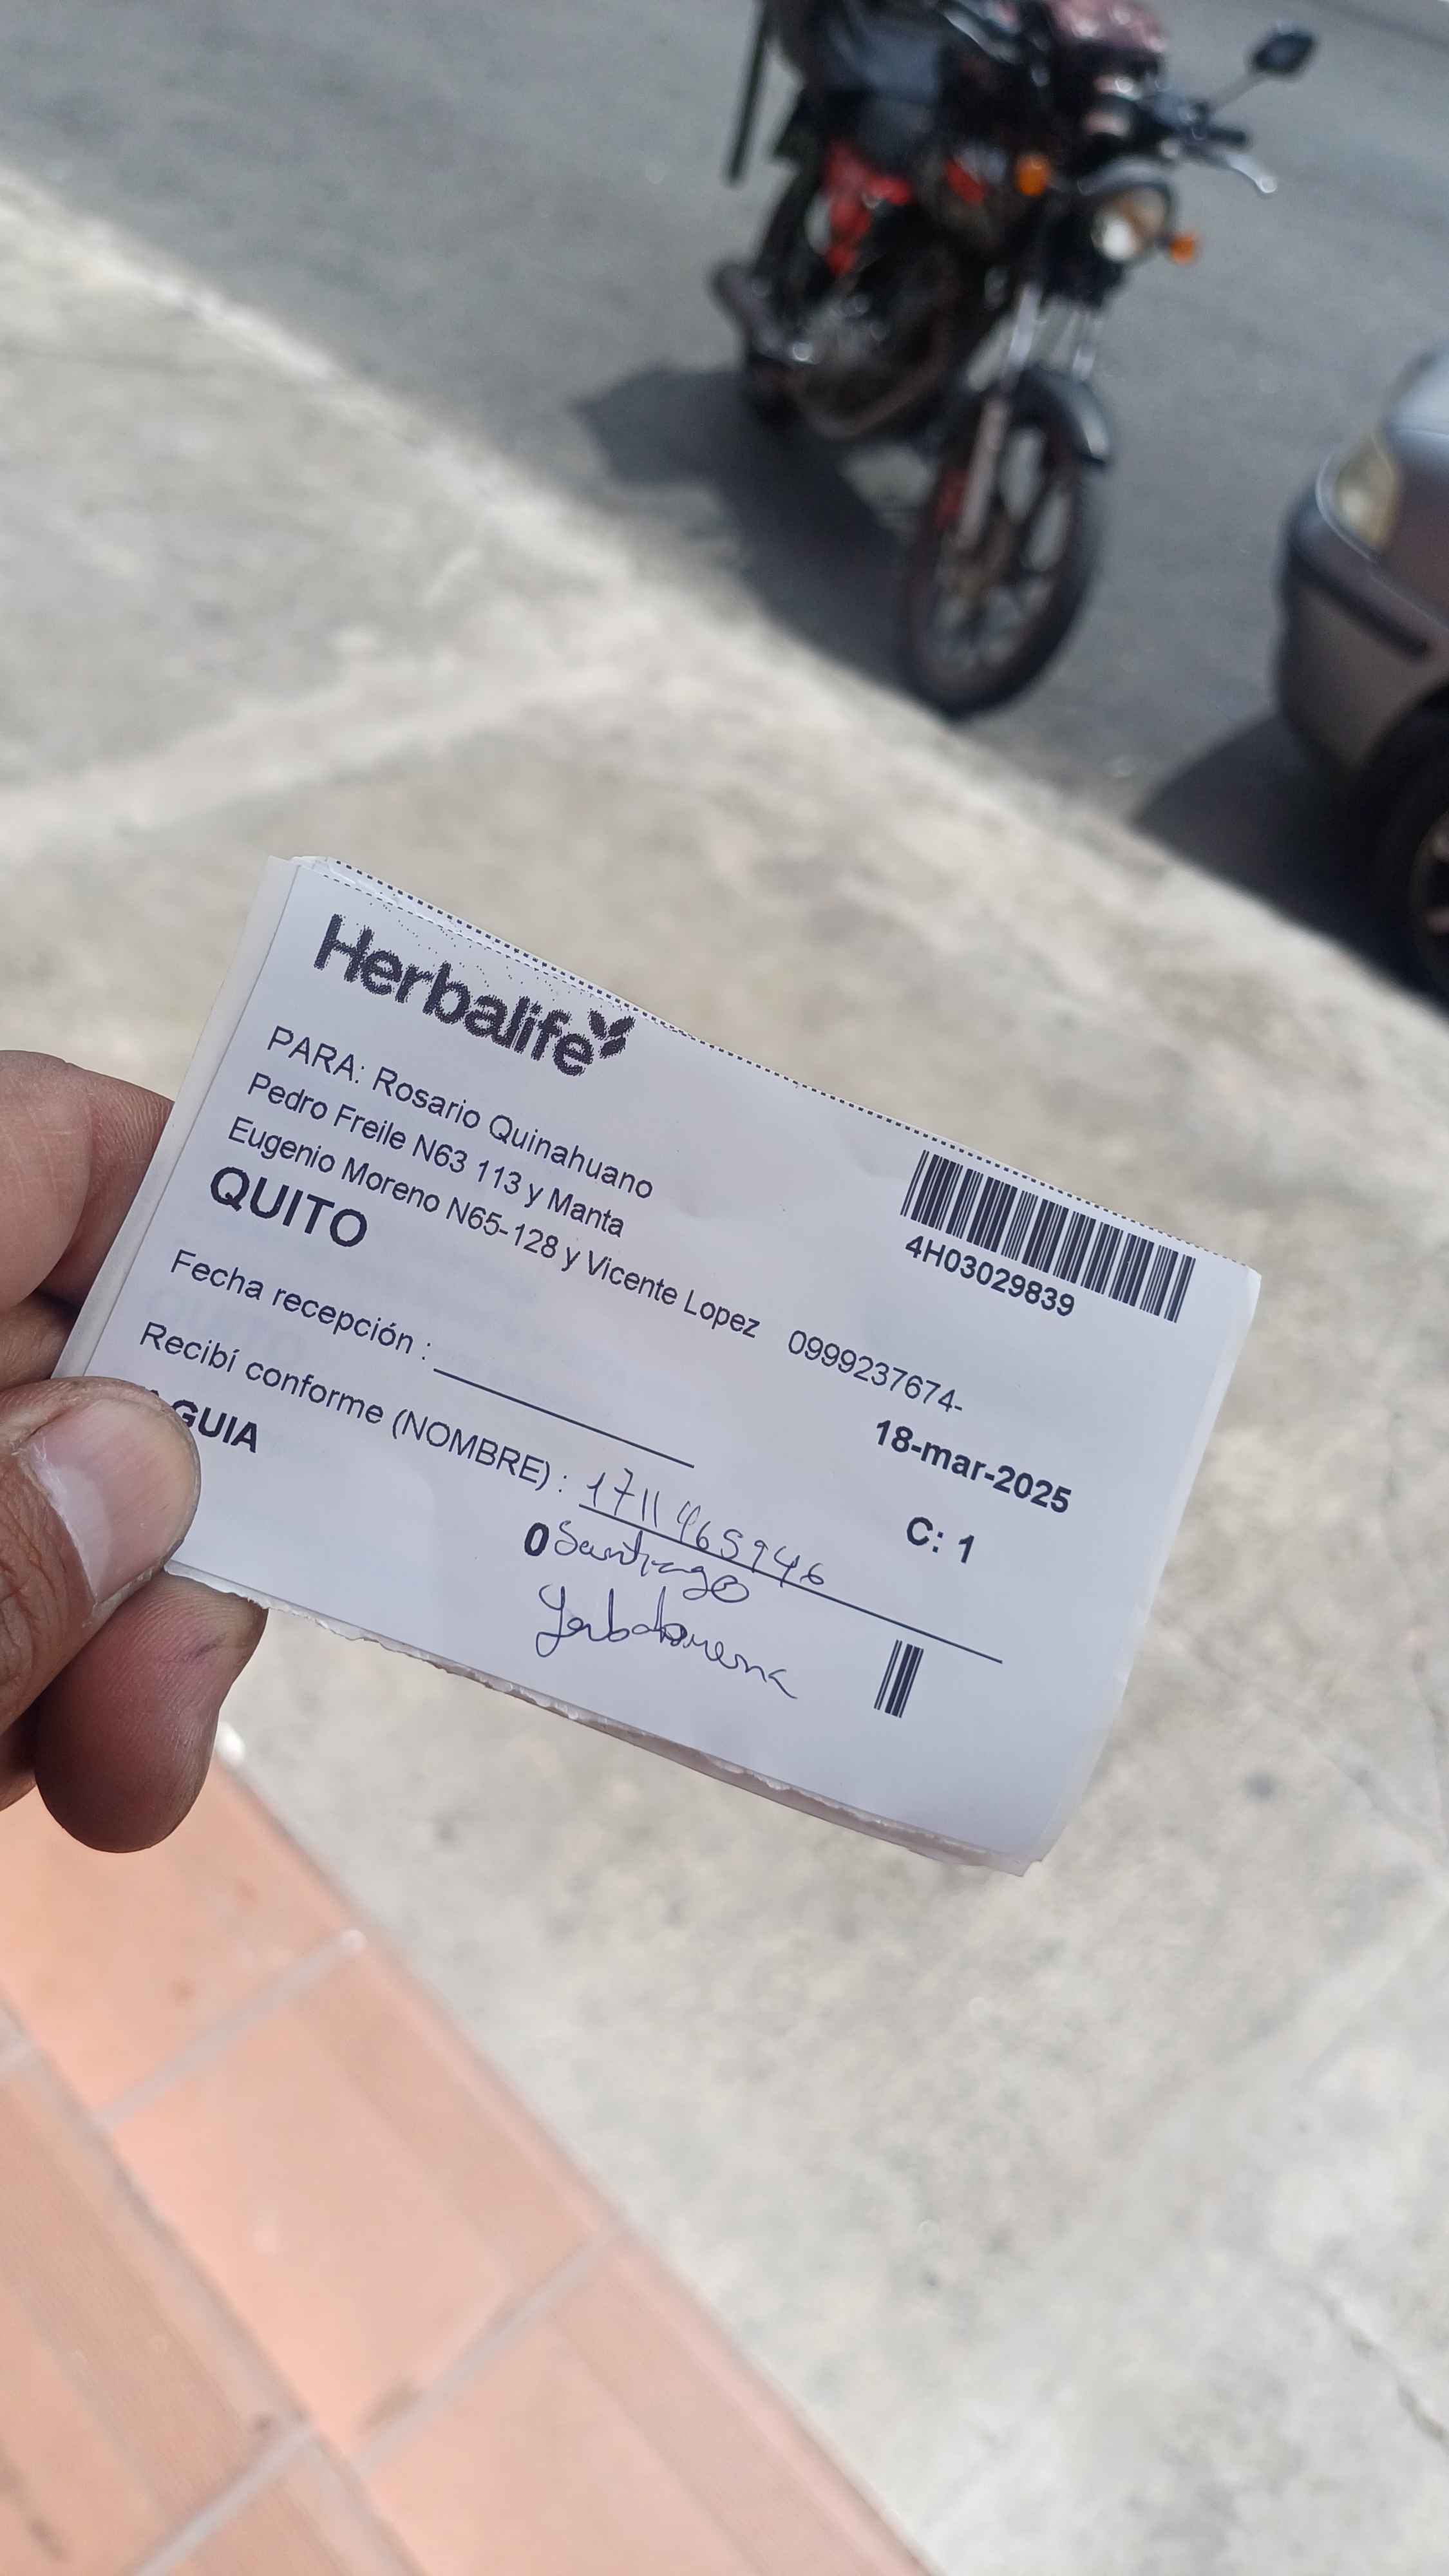 Herbalife
PARA: Rosario Quinahuano
Pedro Freile N63 113 y Manta
Eugenio Moreno N65-128 y Vicente Lopez 0999237674-
QUITO
4H03029839
18-mar-2025
Fecha recepción :
Recibí conforme (NOMBRE) : 1711465946
C: 1
GUIA
0 Santiago